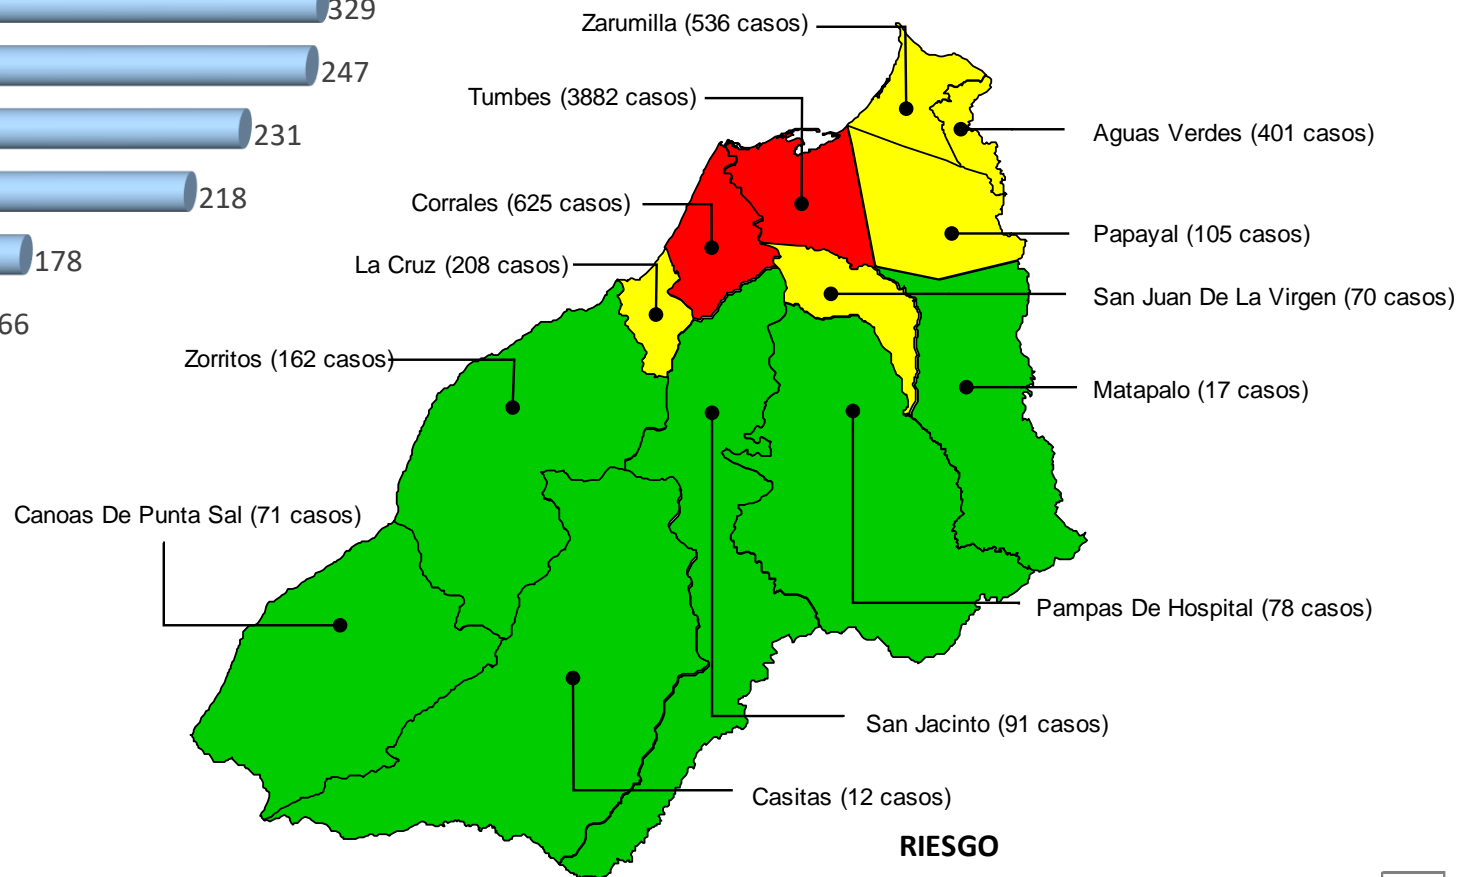 329
247
231
218
178
66
Zarumilla (536 casos)
Tumbes (3882 casos)
Aguas Verdes (401 casos)
Corrales (625 casos)
Papayal (105 casos)
La Cruz (208 casos)
San Juan De La Virgen (70 casos)
Zorritos (162 casos)
Matapalo (17 casos)
Canoas De Punta Sal (71 casos)
Pampas De Hospital (78 casos)
San Jacinto (91 casos)
Casitas (12 casos)
RIESGO